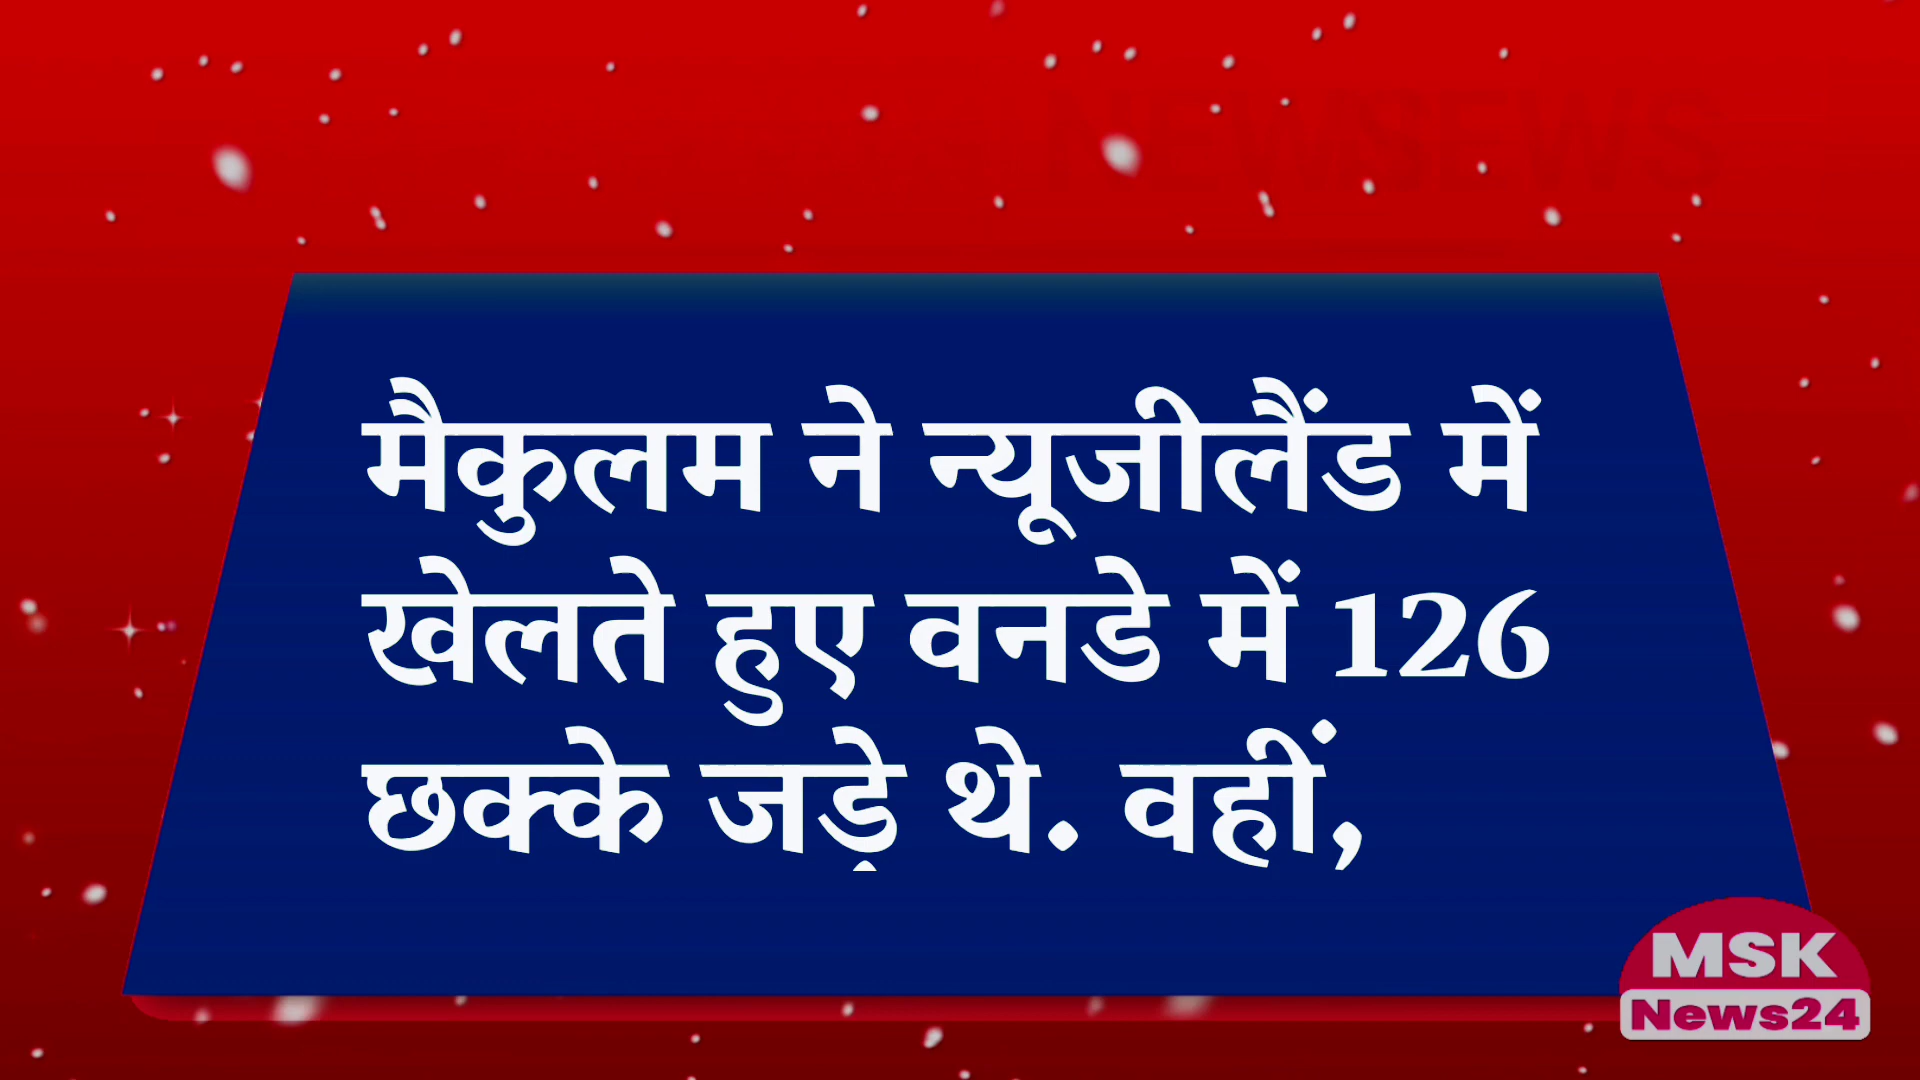 मैकुलम ने न्यूजीलैंड में
खेलते हुए वनडे में 126
छक्के जड़े थे. वहीं,
MSK
News24